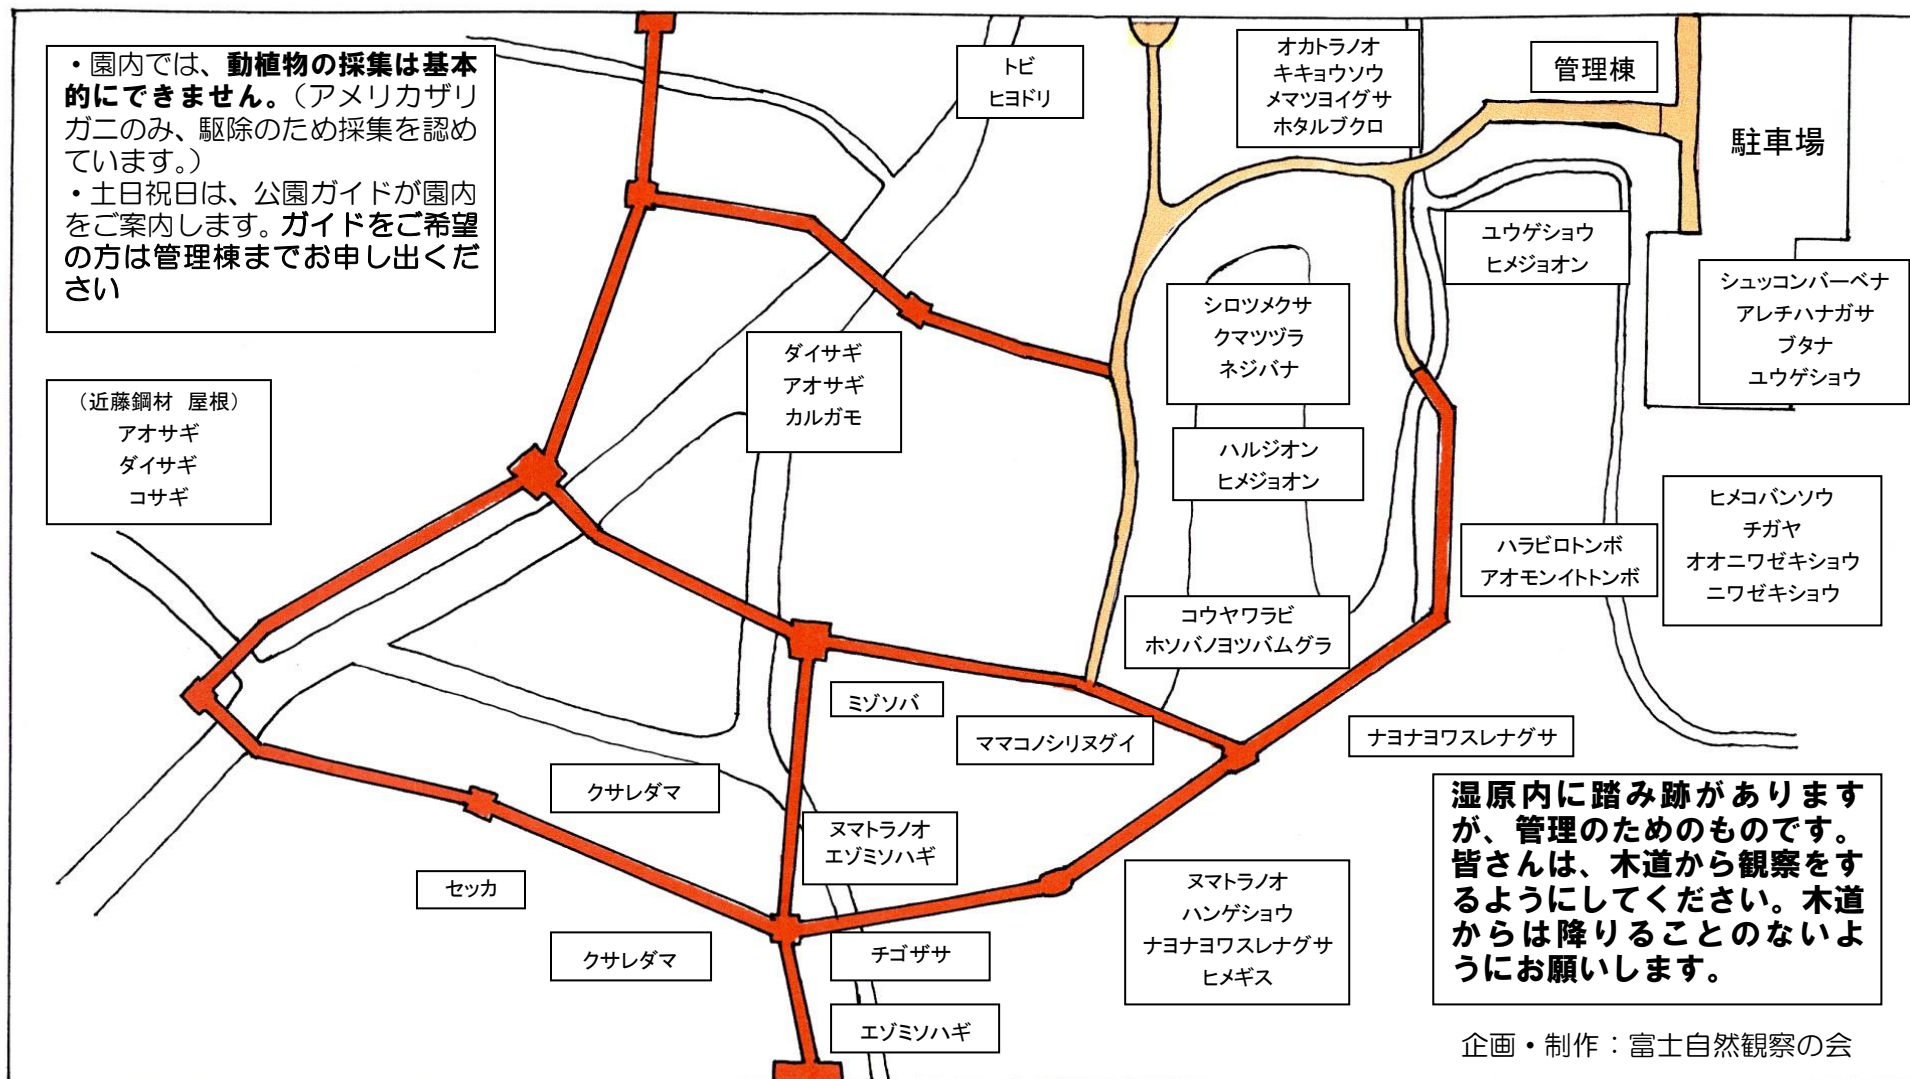 ・園内では、動植物の採集は基本
的にできません。（アメリカザリ
ガニのみ、駆除のため採集を認め
ています。）
・土日祝日は、公園ガイドが園内
をご案内します。ガイドをご希望
の方は管理棟までお申し出くだ
さい
トビ
ヒヨドリ
オカトラノオ
キキョウソウ
メマツヨイグサ
ホタルブクロ
管理棟
駐車場
ユウゲショウ
ヒメジョオン
シュッコンバーベナ
アレチハナガサ
ブタナ
ユウゲショウ
シロツメクサ
クマツヅラ
ネジバナ
ダイサギ
アオサギ
カルガモ
（近藤鋼材　屋根）
アオサギ
ダイサギ
コサギ
ハルジオン
ヒメジョオン
ヒメコバンソウ
チガヤ
オオニワゼキショウ
ニワゼキショウ
ハラビロトンボ
アオモンイトトンボ
コウヤワラビ
ホソバノヨツバムグラ
ミゾソバ
ママコノシリヌグイ
ナヨナヨワスレナグサ
クサレダマ
ヌマトラノオ
エゾミソハギ
セッカ
ヌマトラノオ
ハンゲショウ
ナヨナヨワスレナグサ
ヒメギス
クサレダマ
チゴザサ
エゾミソハギ
湿原内に踏み跡があります
が、管理のためのものです。
皆さんは、木道から観察をす
るようにしてください。木道
からは降りることのないよ
うにお願いします。
企画・制作：富士自然観察の会